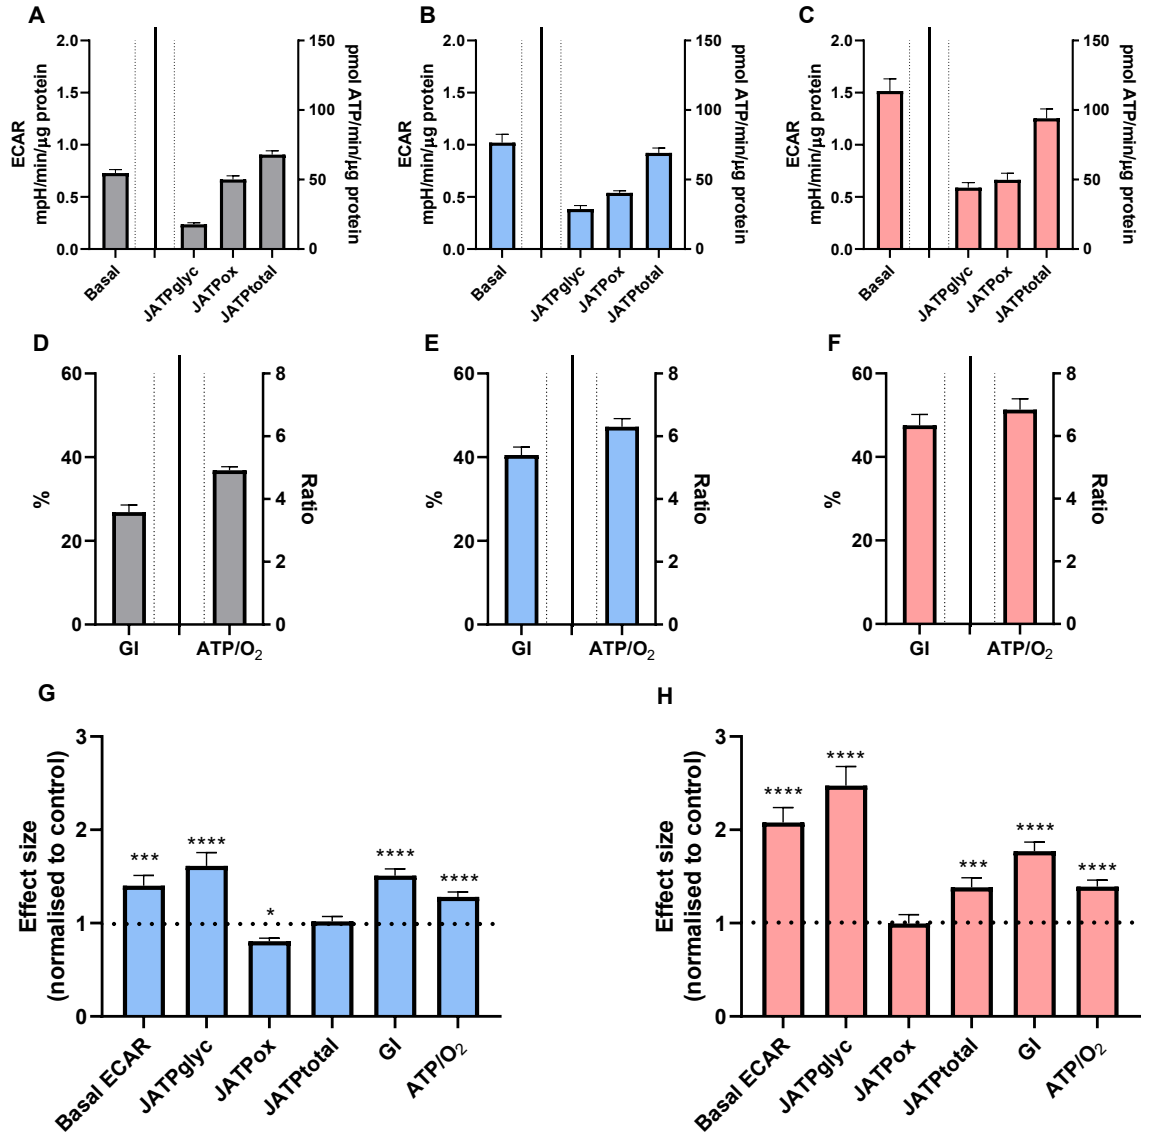 A
B
C
2.0
1.5
1.0
0.5
0.0
ECAR
mpH/min/µg protein
150
100
50
0
pmol ATP/min/µg protein
Basal
JATPglyc
JATPox
JATPtotal
2.0
1.5
1.0
0.5
0.0
ECAR
mpH/min/µg protein
150
100
50
0
pmol ATP/min/µg protein
Basal
JATPglyc
JATPox
JATPtotal
2.0
1.5
1.0
0.5
0.0
ECAR
mpH/min/µg protein
150
100
50
0
pmol ATP/min/µg protein
Basal
JATPglyc
JATPox
JATPtotal
D
E
F
60
40
20
0
%
8
6
4
2
0
Ratio
GI
ATP/O₂
60
40
20
0
%
8
6
4
2
0
Ratio
GI
ATP/O₂
60
40
20
0
%
8
6
4
2
0
Ratio
GI
ATP/O₂
G
3
2
1
0
Effect size
(normalised to control)
***
****
*
****
****
Basal ECAR
JATPglyc
JATPox
JATPtotal
GI
ATP/O₂
H
3
2
1
0
Effect size
(normalised to control)
****
****
***
****
****
Basal ECAR
JATPglyc
JATPox
JATPtotal
GI
ATP/O₂